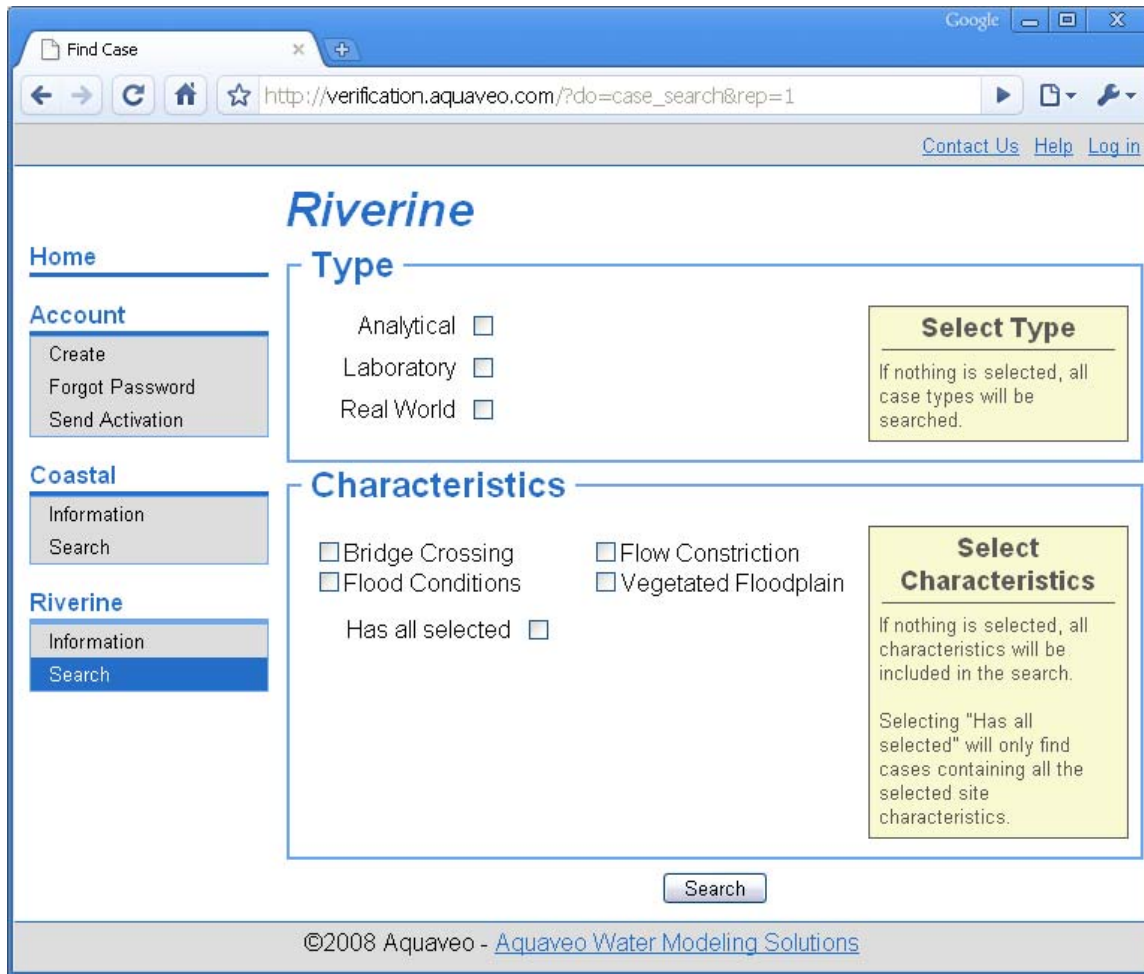 Google
Find Case
http://verification.aquaveo.com/?do=case_search&rep=1
Contact Us Help Log in
Home
Account
Create
Forgot Password
Send Activation
Coastal
Information
Search
Riverine
Information
Search
Riverine
Type
Analytical
Laboratory
Real World
Select Type
If nothing is selected, all
case types will be
searched.
Characteristics
Bridge Crossing
Flow Constriction
Flood Conditions
Vegetated Floodplain
Has all selected
Select
Characteristics
If nothing is selected, all
characteristics will be
included in the search.
Selecting "Has all
selected" will only find
cases containing all the
selected site
characteristics.
Search
©2008 Aquaveo - Aquaveo Water Modeling Solutions